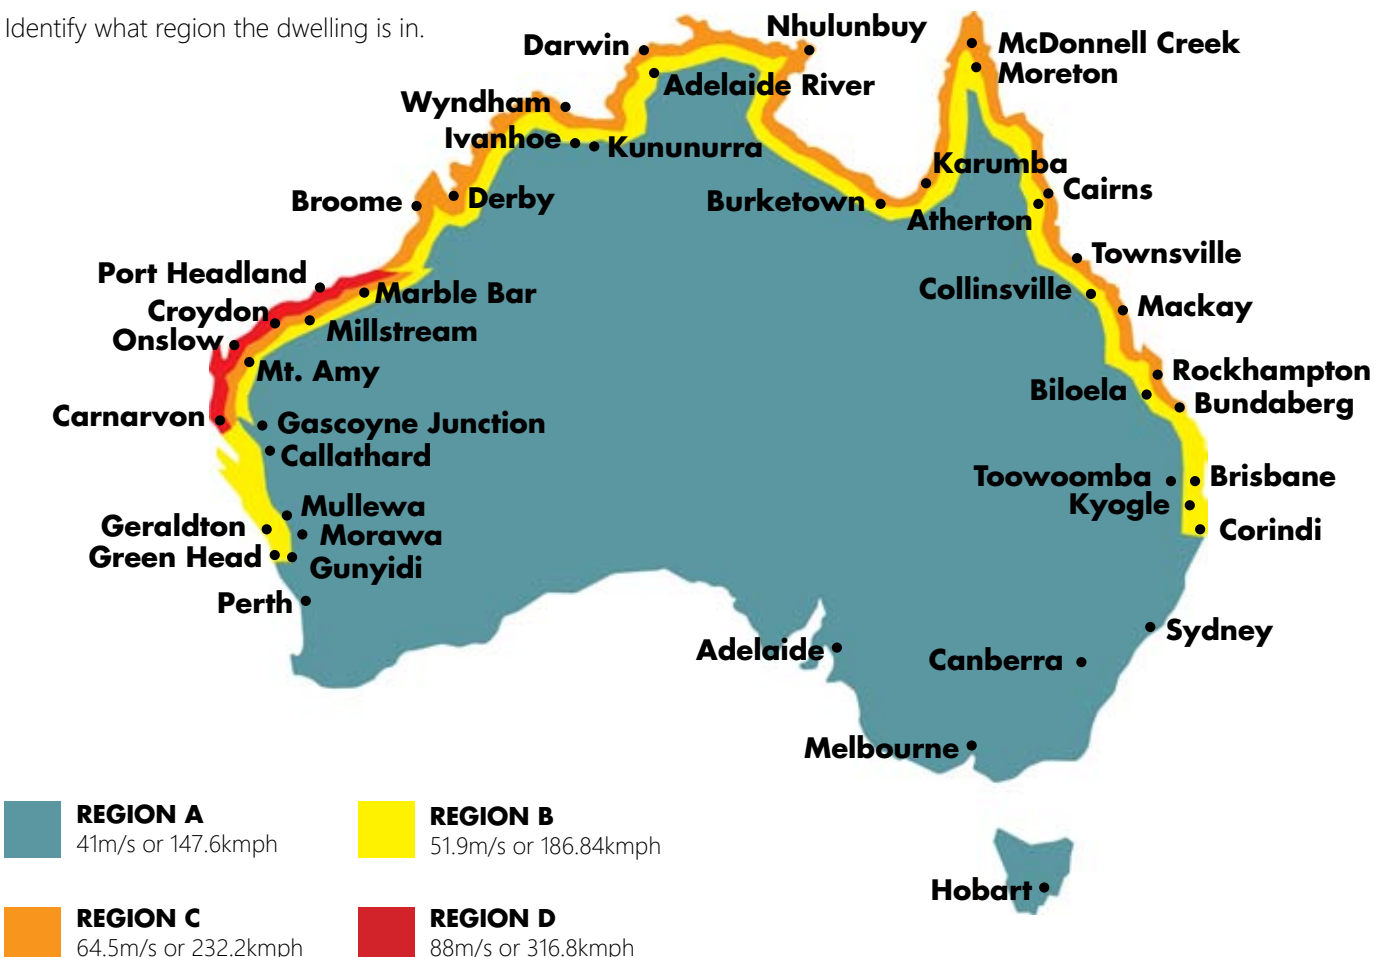 Identify what region the dwelling is in.
Nhulunbuy
Darwin
McDonnell Creek
Moreton
Adelaide River
Wyndham
Ivanhoe
Kununurra
Karumba
Broome
Derby
Burketown
Cairns
Atherton
Townsville
Port Headland
Marble Bar
Collinsville
Croydon
Mackay
Millstream
Onslow
Mt. Amy
Rockhampton
Biloela
Bundaberg
Carnarvon
Gascoyne Junction
Callathard
Toowoomba
Brisbane
Kyogle
Mullewa
Geraldton
Morawa
Corindi
Green Head
Gunyidi
Perth
Sydney
Adelaide
Canberra
Melbourne
Hobart
REGION A
41m/s or 147.6kmph
REGION B
51.9m/s or 186.84kmph
REGION C
64.5m/s or 232.2kmph
REGION D
88m/s or 316.8kmph